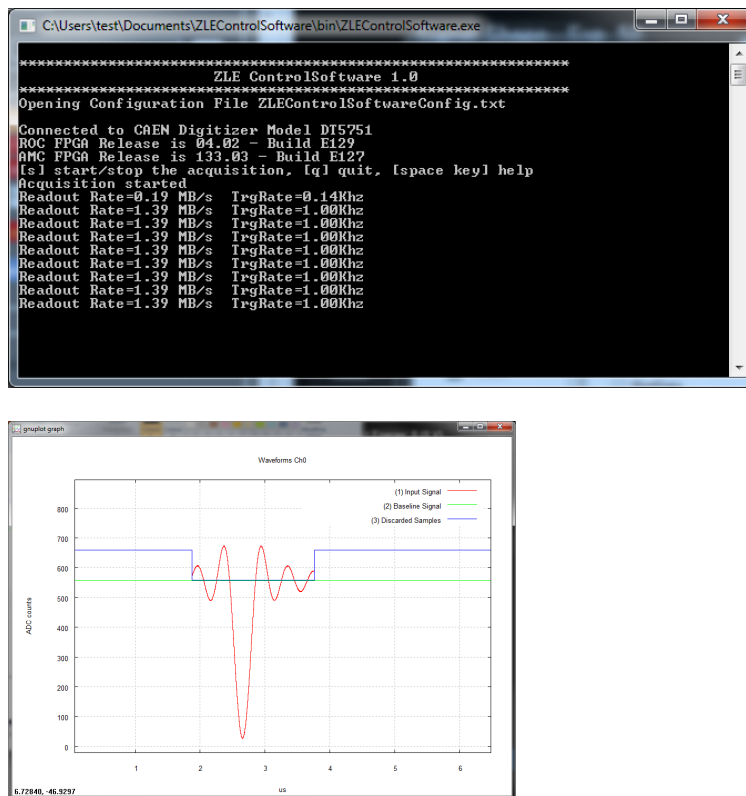 C:\Users\test\Documents\ZLEControlSoftware\bin\ZLEControlSoftware.exe
*************************************************************
ZLE ControlSoftware 1.0
*************************************************************
Opening Configuration File ZLEControlSoftwareConfig.txt
Connected to CAEN Digitizer Model DT5751
ROC FPGA Release is 04.02 - Build E129
AMC FPGA Release is 133.03 - Build E127
[s] start/stop the acquisition, [q] quit, [space key] help
Acquisition started
Readout Rate=0.19 MB/s  TrgRate=0.14Khz
Readout Rate=1.39 MB/s  TrgRate=1.00Khz
Readout Rate=1.39 MB/s  TrgRate=1.00Khz
Readout Rate=1.39 MB/s  TrgRate=1.00Khz
Readout Rate=1.39 MB/s  TrgRate=1.00Khz
Readout Rate=1.39 MB/s  TrgRate=1.00Khz
Readout Rate=1.39 MB/s  TrgRate=1.00Khz
Readout Rate=1.39 MB/s  TrgRate=1.00Khz
Readout Rate=1.39 MB/s  TrgRate=1.00Khz
gnuplot graph
Waveforms Ch0
(1) Input Signal
(2) Baseline Signal
(3) Discarded Samples
800
700
600
500
400
300
200
100
0
ADC counts
1 2 3 4 5 6
us
6.72840, -46.9297